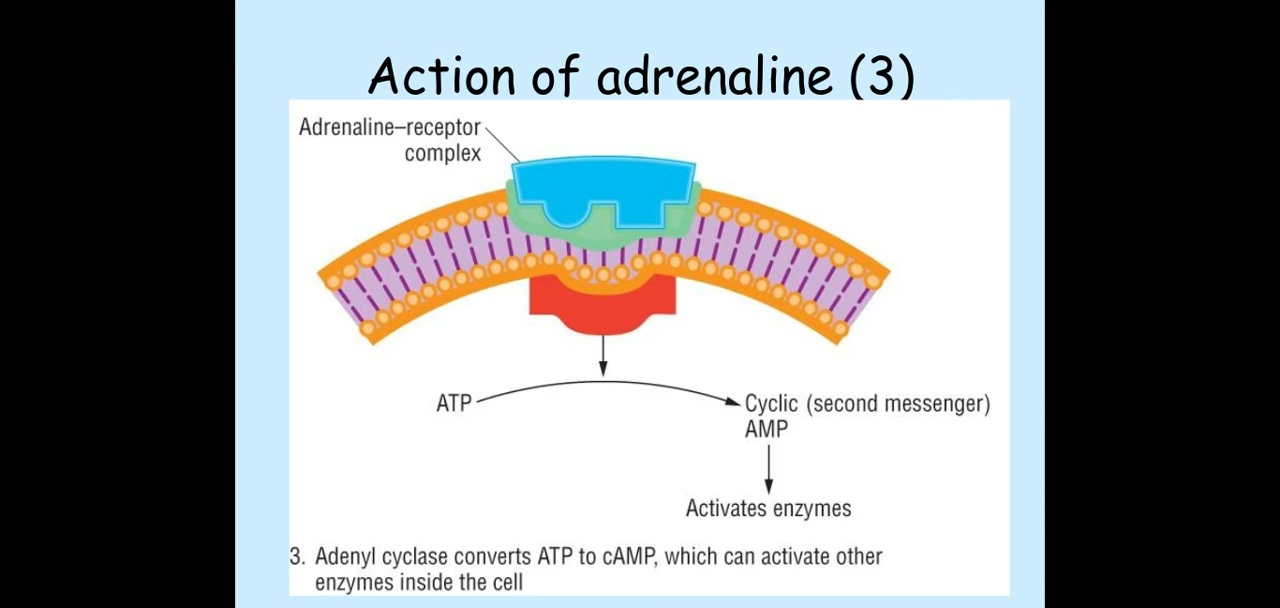 Action of adrenaline (3)
Adrenaline–receptor
complex
ATP
Cyclic (second messenger)
AMP
Activates enzymes
3. Adenyl cyclase converts ATP to cAMP, which can activate other
enzymes inside the cell